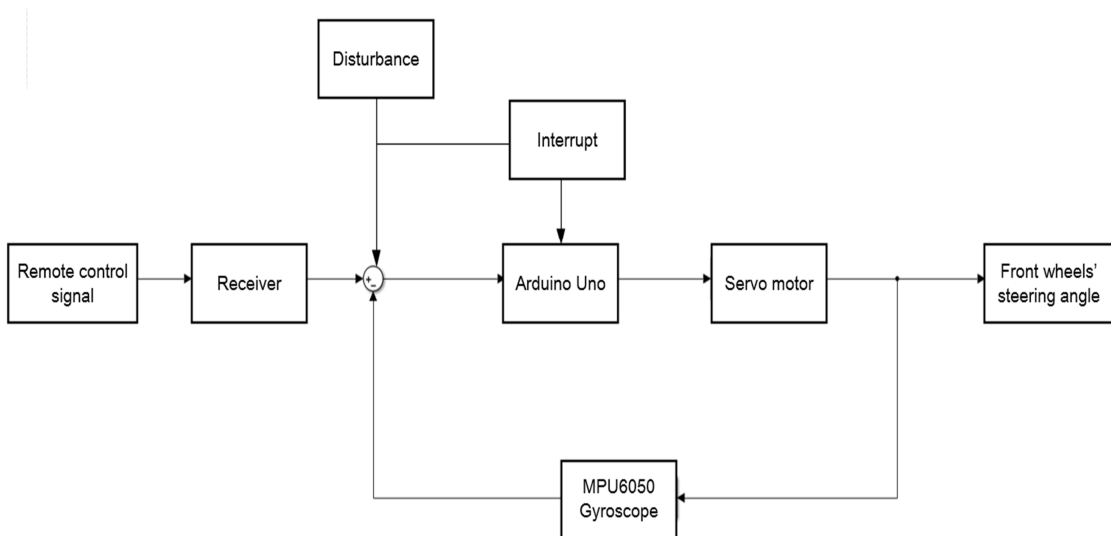 Disturbance
Interrupt
Remote control
signal
Receiver
+
-
Arduino Uno
Servo motor
Front wheels'
steering angle
MPU6050
Gyroscope